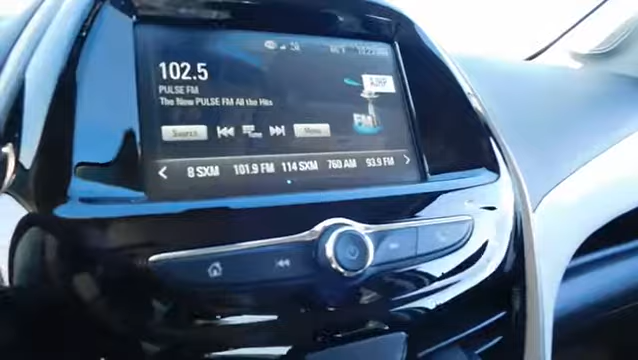 102.5
PULSE FM
The New PULSE FM All the Hits
Source
Menu
FM
8 SXM 101.9 FM 114 SXM 760 AM 93.9 FM